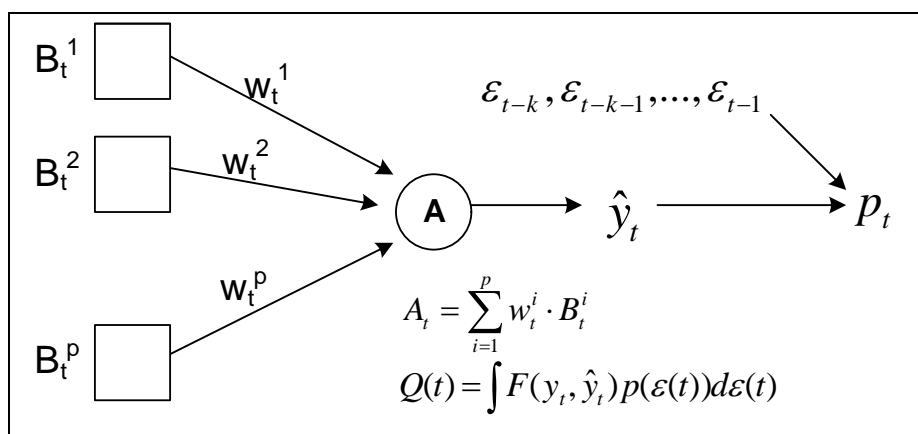 B_t^1
w_t^1
ε_{t-k}, ε_{t-k-1}, ..., ε_{t-1}
B_t^2
w_t^2
A
ŷ_t
p_t
w_t^p
A_t = \sum_{i=1}^{p} w_t^i · B_t^i
B_t^p
Q(t) = ∫ F(y_t, ŷ_t) p(ε(t)) dε(t)